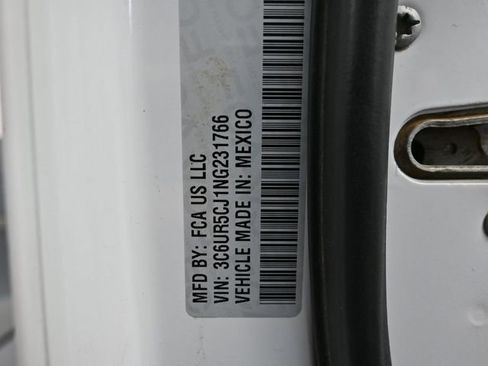 MFD BY: FCA US LLC
VIN: 3C6UR5CJ1NG231766
VEHICLE MADE IN: MEXICO